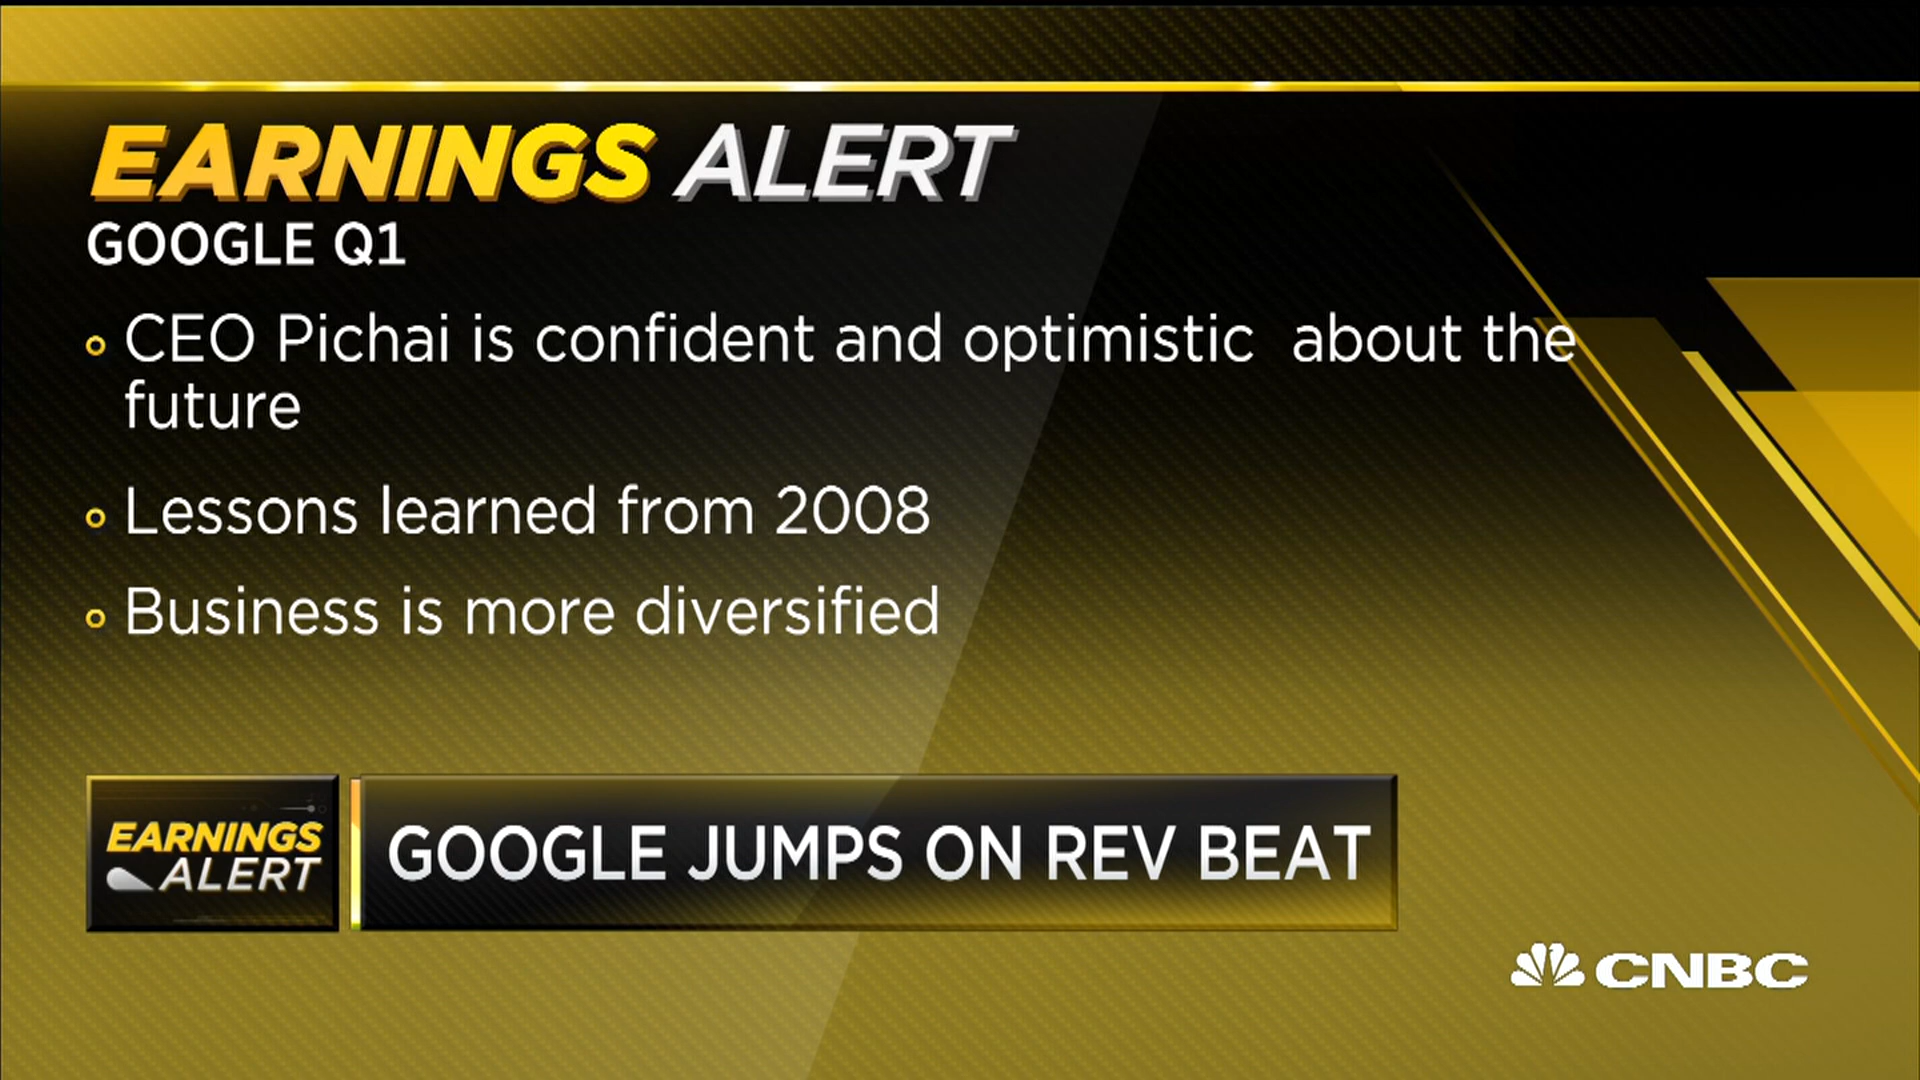 EARNINGS ALERT
GOOGLE Q1
CEO Pichai is confident and optimistic about the
future
Lessons learned from 2008
Business is more diversified
EARNINGS
ALERT
GOOGLE JUMPS ON REV BEAT
CNBC